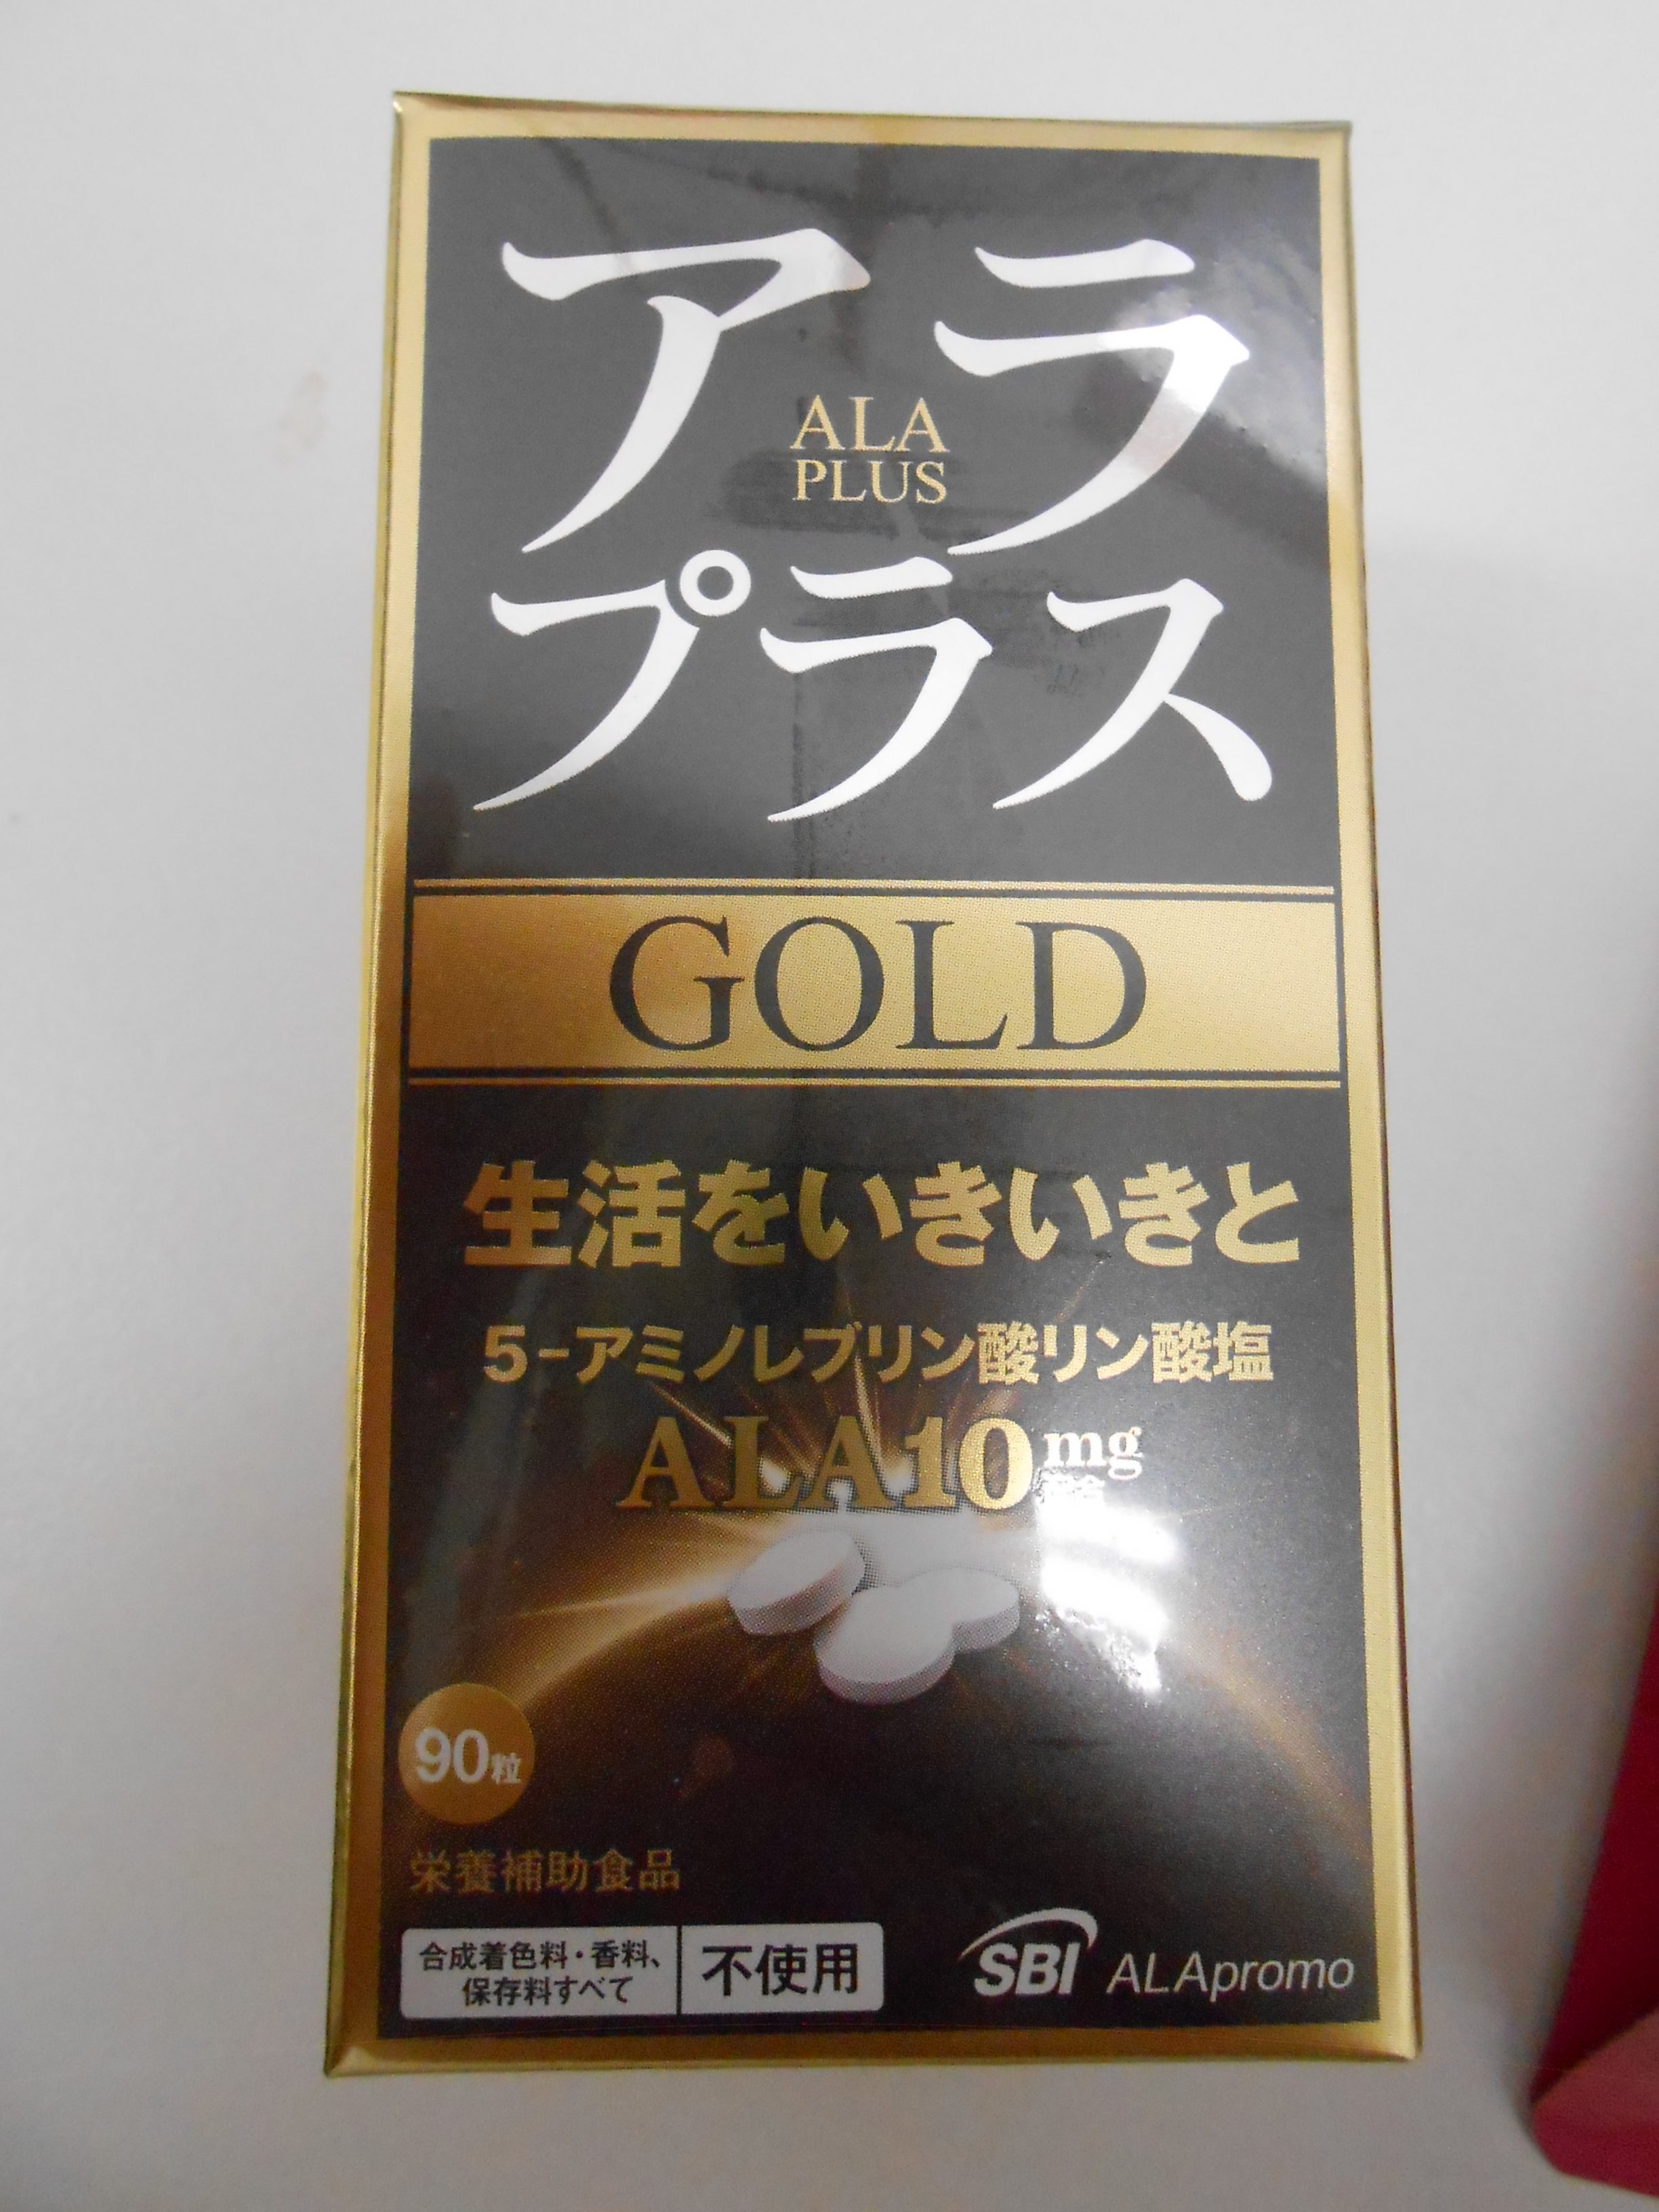 アラ
ALA
PLUS
プラス
GOLD
生活をいきいきと
5-アミノレブリン酸リン酸塩
ALA10mg
90粒
栄養補助食品
合成着色料・香料、
保存料すべて
不使用
SBI ALApromo